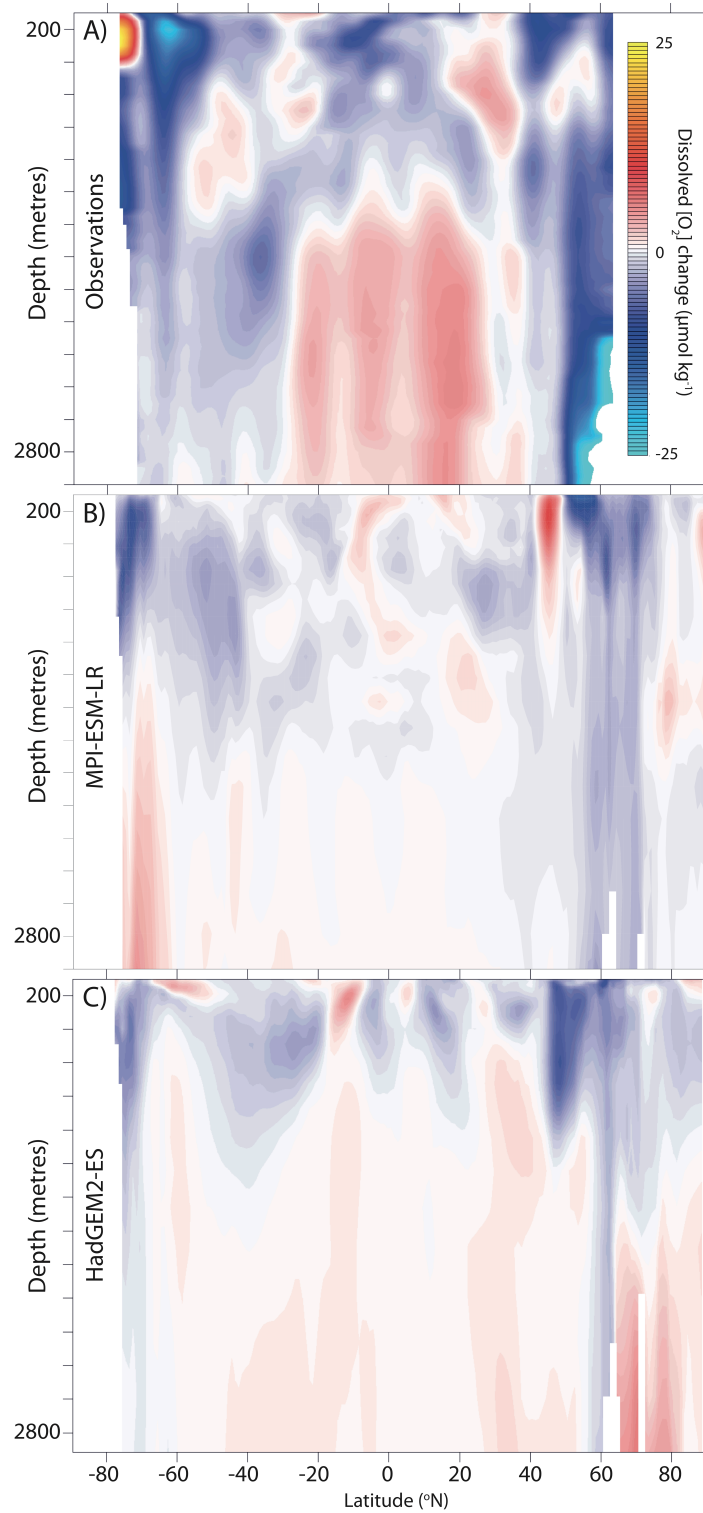 A)
200
2800
Depth (metres)
Observations
25
0
-25
Dissolved [O₂] change (μmol kg⁻¹)
B)
200
2800
Depth (metres)
MPI-ESM-LR
C)
200
2800
Depth (metres)
HadGEM2-ES
-80 -60 -40 -20 0 20 40 60 80
Latitude (°N)